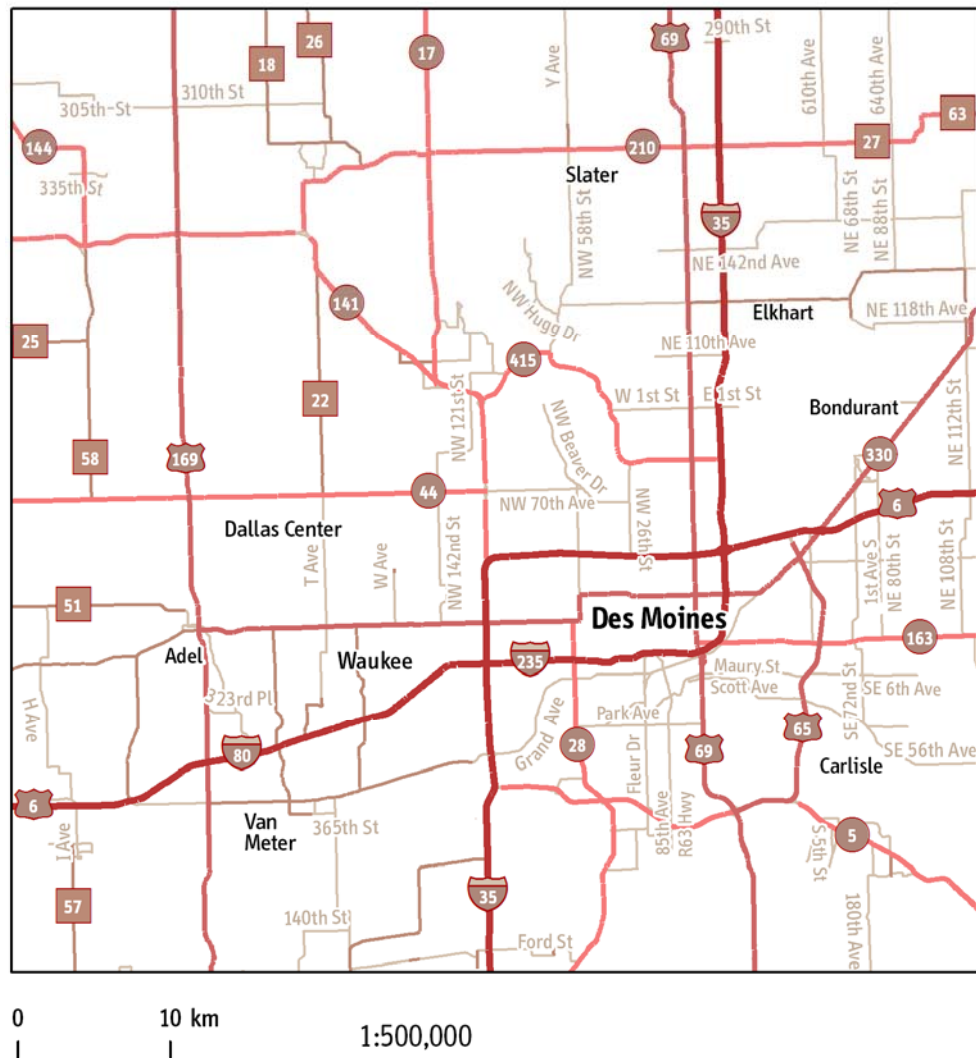 26
17
69
290th St
18
Y Ave
610th Ave
640th Ave
310th St
305th St
63
144
210
27
335th St
Slater
NW 58th St
NE 68th St
NE 88th St
35
NE 142nd Ave
141
NW Hugg Dr
Elkhart
NE 118th Ave
25
415
NE 110th Ave
22
NW 121st St
W 1st St
E 1st St
Bondurant
NE 112th St
58
169
NW Beaver Dr
330
44
NW 70th Ave
6
Dallas Center
NW 26th St
T Ave
W Ave
NW 142nd St
1st Ave S
NE 80th St
NE 108th St
51
Des Moines
163
Adel
Waukee
235
Maury St
Scott Ave
SE 6th Ave
323rd Pl
H Ave
Park Ave
Grand Ave
SE 72nd St
80
28
Fleur Dr
69
65
SE 56th Ave
Carlisle
6
Van
Meter
365th St
I Ave
85th Ave
R63 Hwy
S 5th St
5
57
35
140th St
Ford St
180th Ave
0
10 km
1:500,000